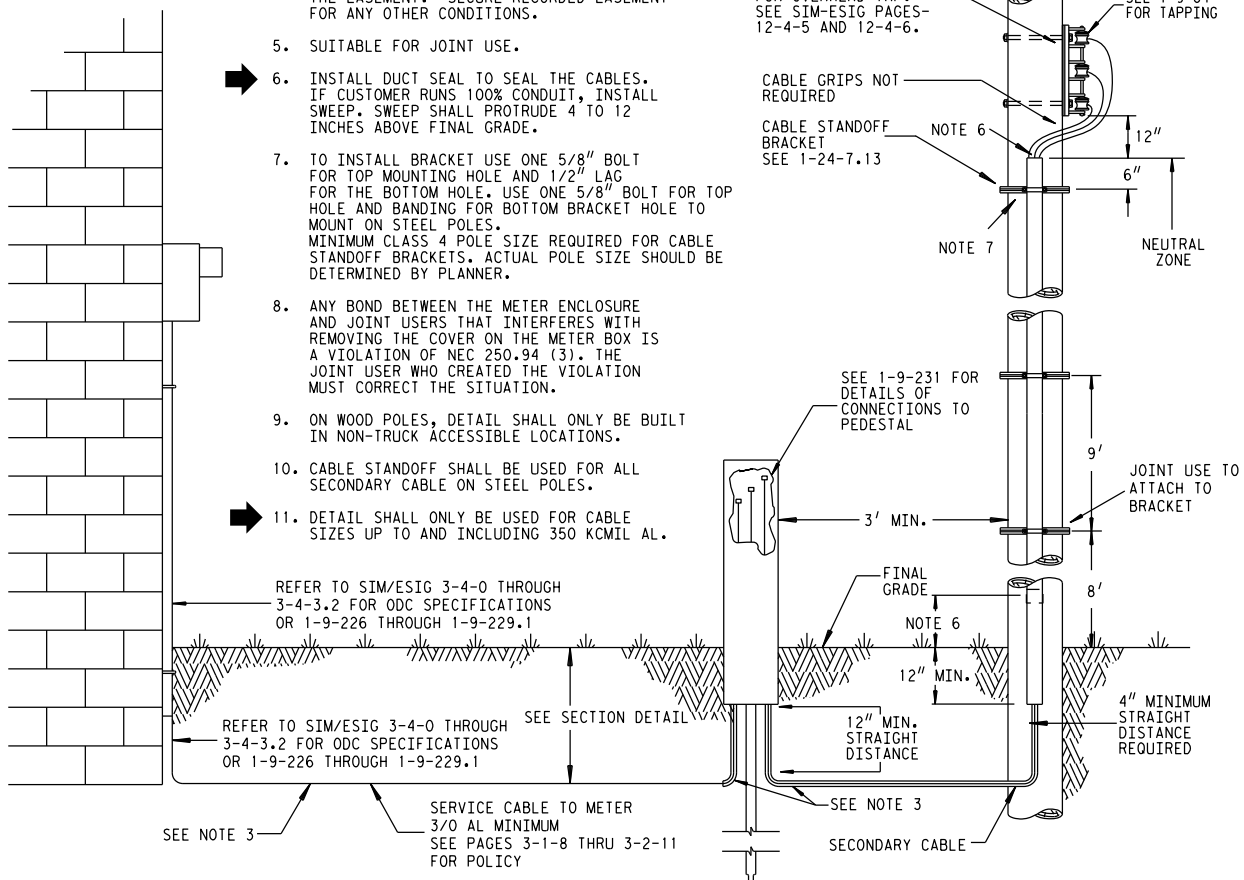 FOR ANY OTHER CONDITIONS.
5. SUITABLE FOR JOINT USE.
6. INSTALL DUCT SEAL TO SEAL THE CABLES.
IF CUSTOMER RUNS 100% CONDUIT, INSTALL
SWEEP. SWEEP SHALL PROTRUDE 4 TO 12
INCHES ABOVE FINAL GRADE.
7. TO INSTALL BRACKET USE ONE 5/8" BOLT
FOR TOP MOUNTING HOLE AND 1/2" LAG
FOR THE BOTTOM HOLE. USE ONE 5/8" BOLT FOR TOP
HOLE AND BANDING FOR BOTTOM BRACKET HOLE TO
MOUNT ON STEEL POLES.
MINIMUM CLASS 4 POLE SIZE REQUIRED FOR CABLE
STANDOFF BRACKETS. ACTUAL POLE SIZE SHOULD BE
DETERMINED BY PLANNER.
8. ANY BOND BETWEEN THE METER ENCLOSURE
AND JOINT USERS THAT INTERFERES WITH
REMOVING THE COVER ON THE METER BOX IS
A VIOLATION OF NEC 250.94 (3). THE
JOINT USER WHO CREATED THE VIOLATION
MUST CORRECT THE SITUATION.
9. ON WOOD POLES, DETAIL SHALL ONLY BE BUILT
IN NON-TRUCK ACCESSIBLE LOCATIONS.
10. CABLE STANDOFF SHALL BE USED FOR ALL
SECONDARY CABLE ON STEEL POLES.
11. DETAIL SHALL ONLY BE USED FOR CABLE
SIZES UP TO AND INCLUDING 350 KCMIL AL.
SEE SIM-ESIG PAGES-
12-4-5 AND 12-4-6.
FOR TAPPING
CABLE GRIPS NOT
REQUIRED
CABLE STANDOFF
BRACKET
SEE 1-24-7.13
NOTE 6
12"
6"
NOTE 7
NEUTRAL
ZONE
SEE 1-9-231 FOR
DETAILS OF
CONNECTIONS TO
PEDESTAL
9'
JOINT USE TO
ATTACH TO
BRACKET
3' MIN.
FINAL
GRADE
8'
NOTE 6
REFER TO SIM/ESIG 3-4-0 THROUGH
3-4-3.2 FOR ODC SPECIFICATIONS
OR 1-9-226 THROUGH 1-9-229.1
12" MIN.
4" MINIMUM
STRAIGHT
DISTANCE
REQUIRED
SEE SECTION DETAIL
12" MIN.
STRAIGHT
DISTANCE
REFER TO SIM/ESIG 3-4-0 THROUGH
3-4-3.2 FOR ODC SPECIFICATIONS
OR 1-9-226 THROUGH 1-9-229.1
SEE NOTE 3
SERVICE CABLE TO METER
3/0 AL MINIMUM
SEE PAGES 3-1-8 THRU 3-2-11
FOR POLICY
SEE NOTE 3
SECONDARY CABLE